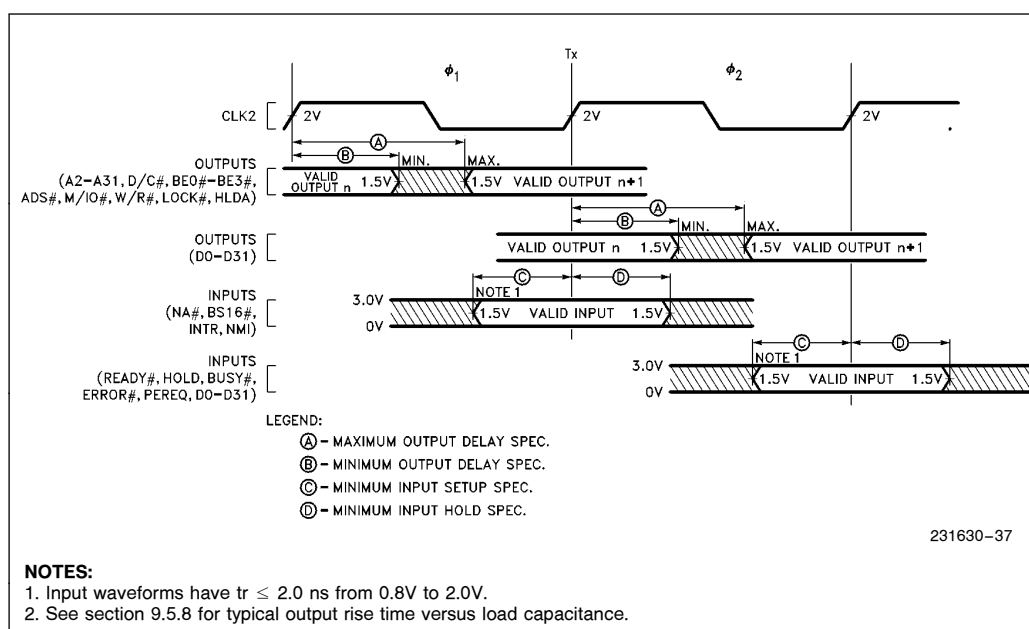 Tx
ϕ1 ϕ2
CLK2 2V 2V 2V
A
B MIN. MAX.
OUTPUTS
(A2-A31, D/C#, BE0#-BE3#,
ADS#, M/IO#, W/R#, LOCK#, HLDA)
VALID
OUTPUT n 1.5V 1.5V VALID OUTPUT n+1
A
B MIN. MAX.
OUTPUTS
(D0-D31)
VALID OUTPUT n 1.5V 1.5V VALID OUTPUT n+1
C D
NOTE 1
INPUTS
(NA#, BS16#,
INTR, NMI)
3.0V
0V
1.5V VALID INPUT 1.5V
C D
NOTE 1
INPUTS
(READY#, HOLD, BUSY#,
ERROR#, PEREQ, D0-D31)
3.0V
0V
1.5V VALID INPUT 1.5V
LEGEND:
A - MAXIMUM OUTPUT DELAY SPEC.
B - MINIMUM OUTPUT DELAY SPEC.
C - MINIMUM INPUT SETUP SPEC.
D - MINIMUM INPUT HOLD SPEC.
231630-37
NOTES:
1. Input waveforms have tr ≤ 2.0 ns from 0.8V to 2.0V.
2. See section 9.5.8 for typical output rise time versus load capacitance.